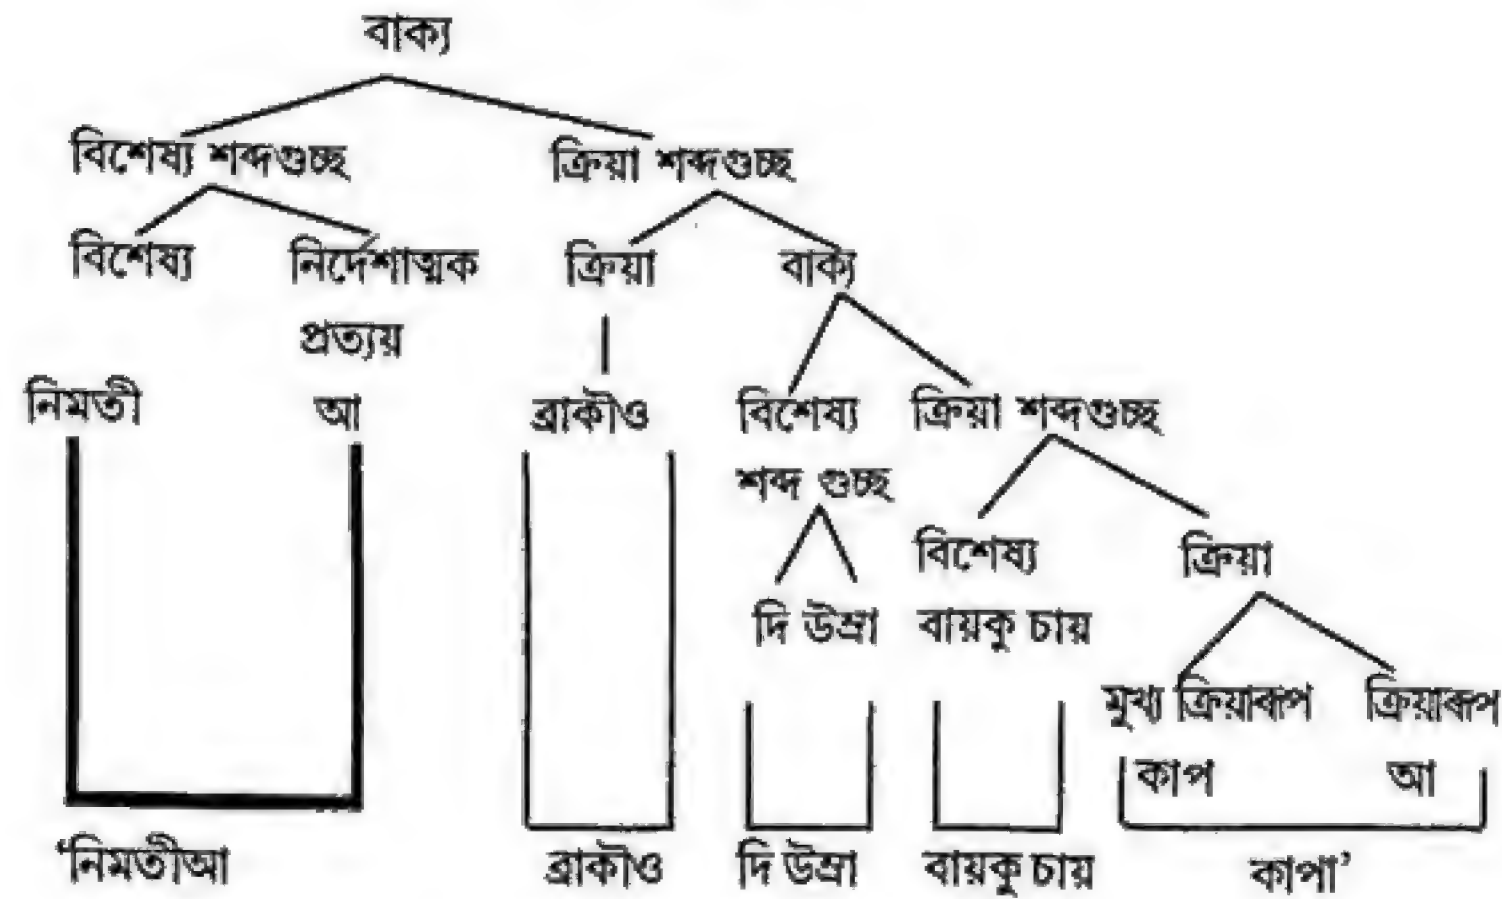 বাক্য
বিশেষ্য শব্দগুচ্ছ ক্রিয়া শব্দগুচ্ছ
বিশেষ্য নির্দেশাত্মক ক্রিয়া বাক্য
প্রত্যয়
নিমতী আ ব্রাকীও বিশেষ্য ক্রিয়া শব্দগুচ্ছ
শব্দ গুচ্ছ
বিশেষ্য ক্রিয়া
দি উম্রা বায়কু চায়
মুখ্য ক্রিয়ারূপ ক্রিয়ারূপ
কাপ আ
‘নিমতীআ ব্রাকীও দি উম্রা বায়কু চায় কাপা’